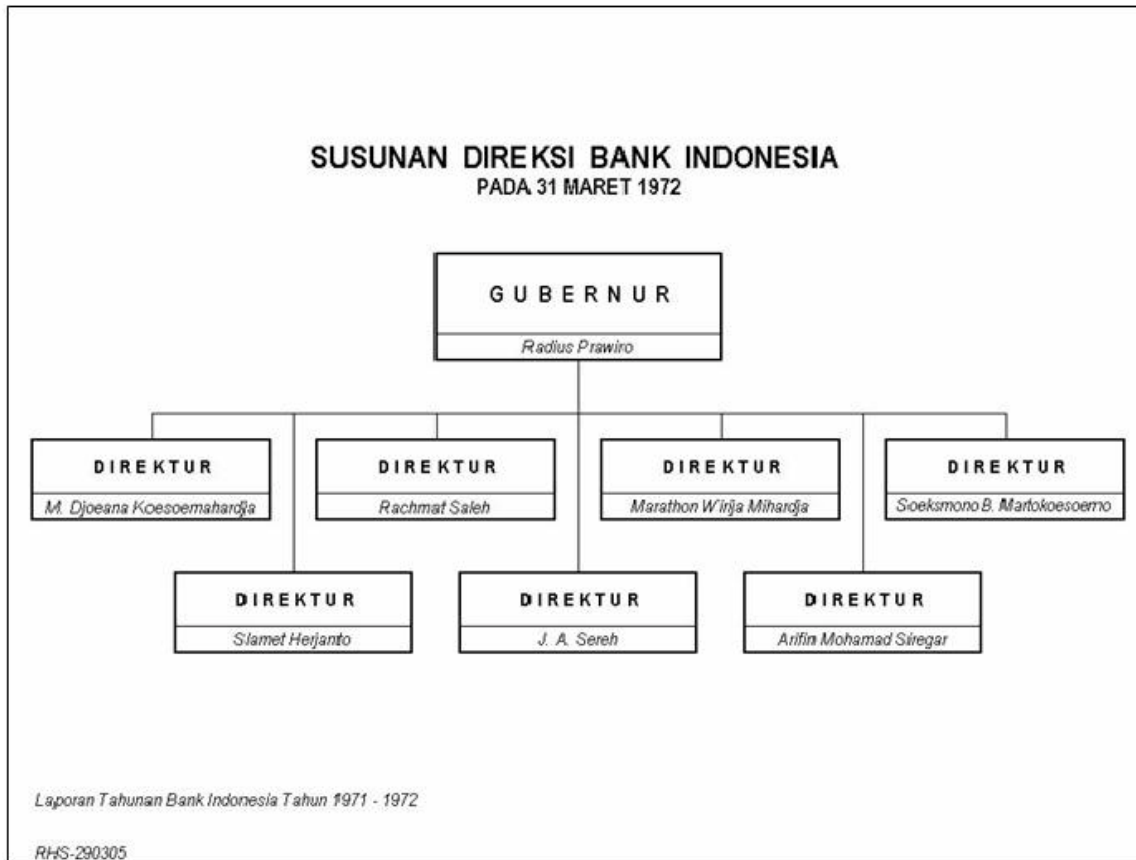 SUSUNAN DIREKSI BANK INDONESIA
PADA 31 MARET 1972
GUBERNUR
Radius Prawiro
DIREKTUR
M. Djoeana Koesoemahardja
DIREKTUR
Rachmat Saleh
DIREKTUR
Marathon Wirija Mihardja
DIREKTUR
Soeksmono B. Martokoesoemo
DIREKTUR
Slamet Herjanto
DIREKTUR
J. A. Sereh
DIREKTUR
Arifin Mohamad Siregar
Laporan Tahunan Bank Indonesia Tahun 1971 - 1972
RHS-290305